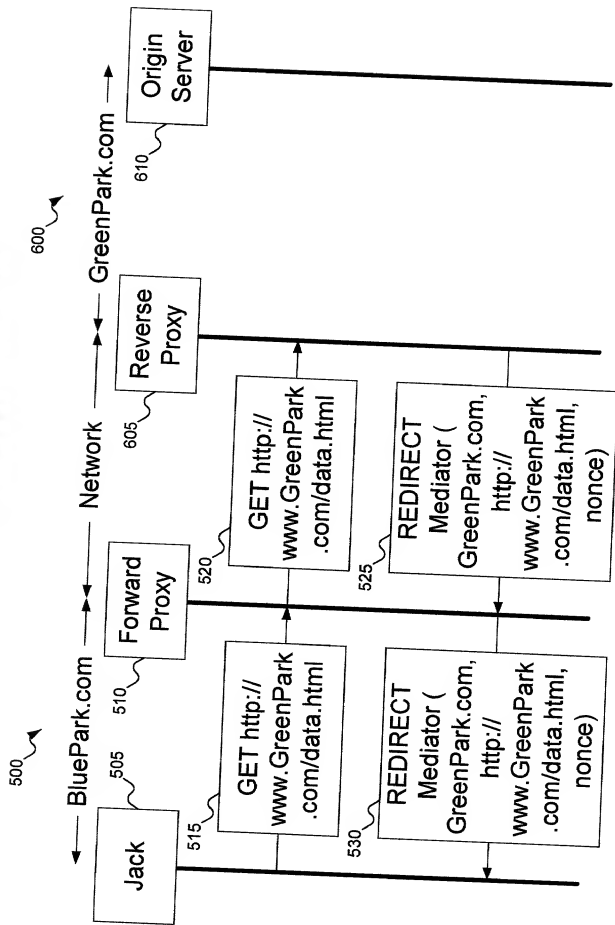 500
600
BluePark.com
Network
GreenPark.com
505
Jack
510
Forward
Proxy
605
Reverse
Proxy
610
Origin
Server
515
GET http://
www.GreenPark
.com/data.html
520
GET http://
www.GreenPark
.com/data.html
530
REDIRECT
Mediator (
GreenPark.com,
http://
www.GreenPark
.com/data.html,
nonce)
525
REDIRECT
Mediator (
GreenPark.com,
http://
www.GreenPark
.com/data.html,
nonce)